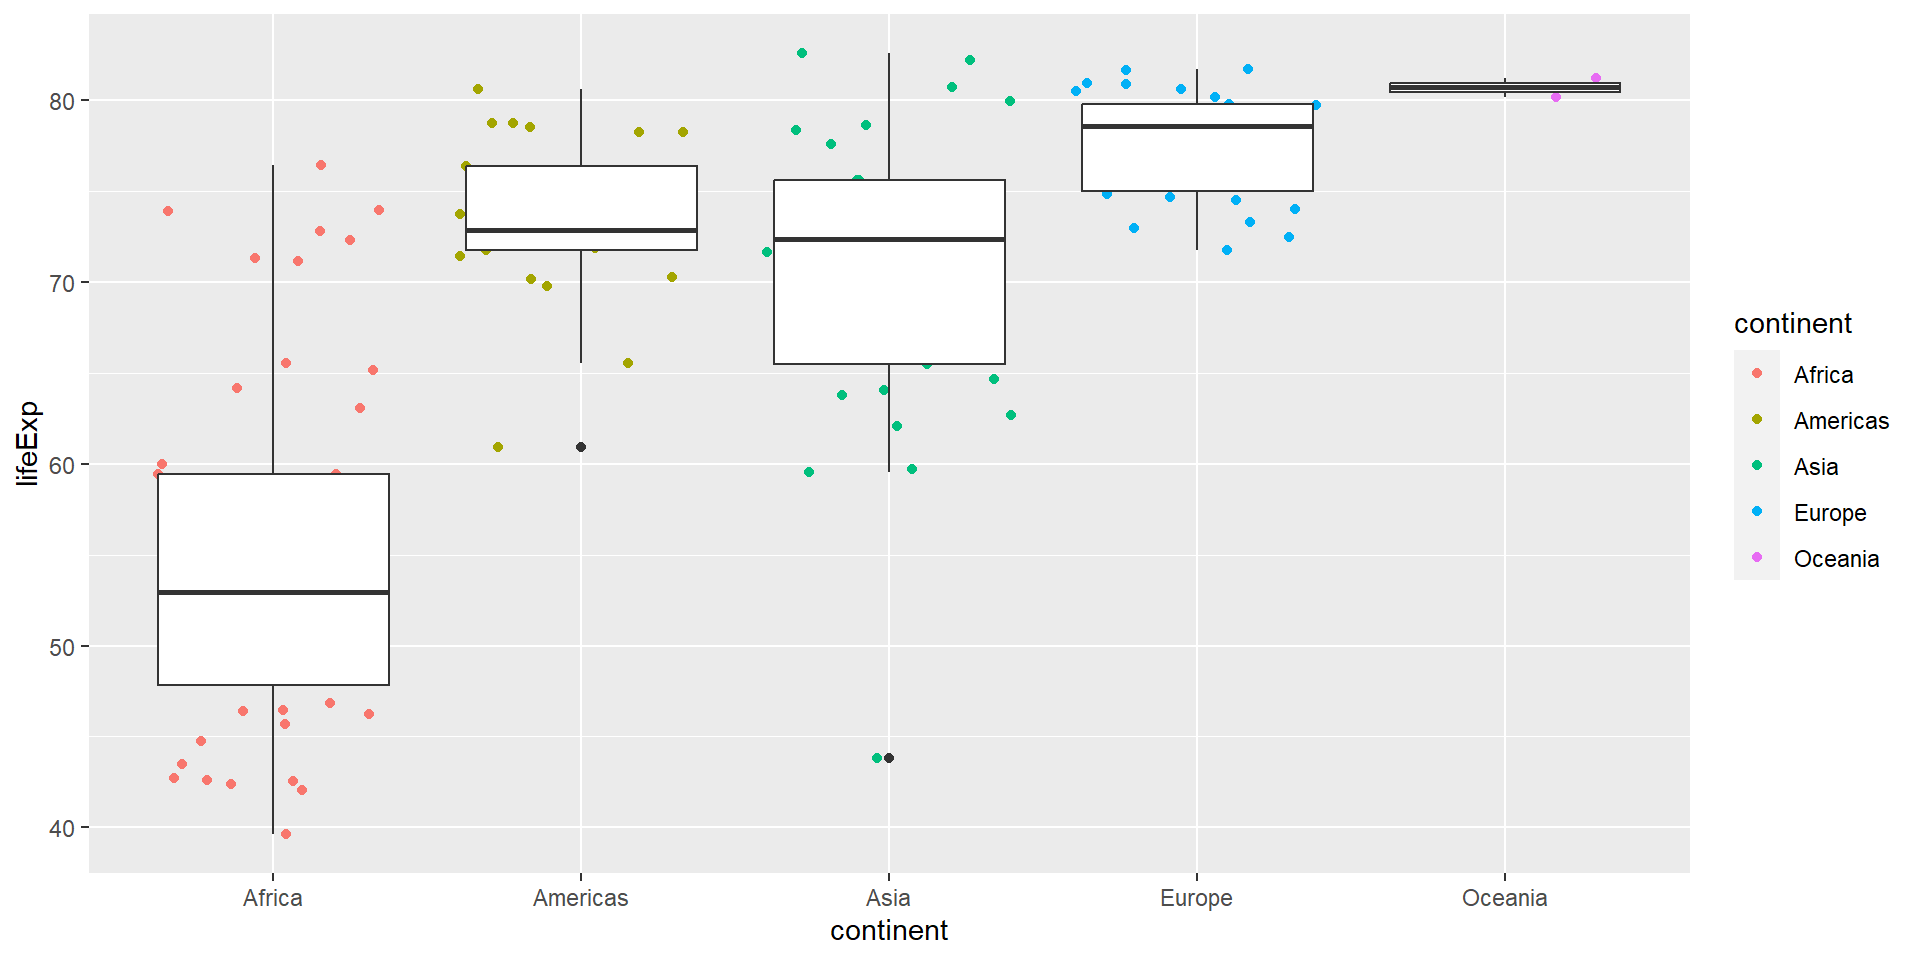 80
70
60
50
40
lifeExp
Africa
Americas
Asia
Europe
Oceania
continent
continent
Africa
Americas
Asia
Europe
Oceania